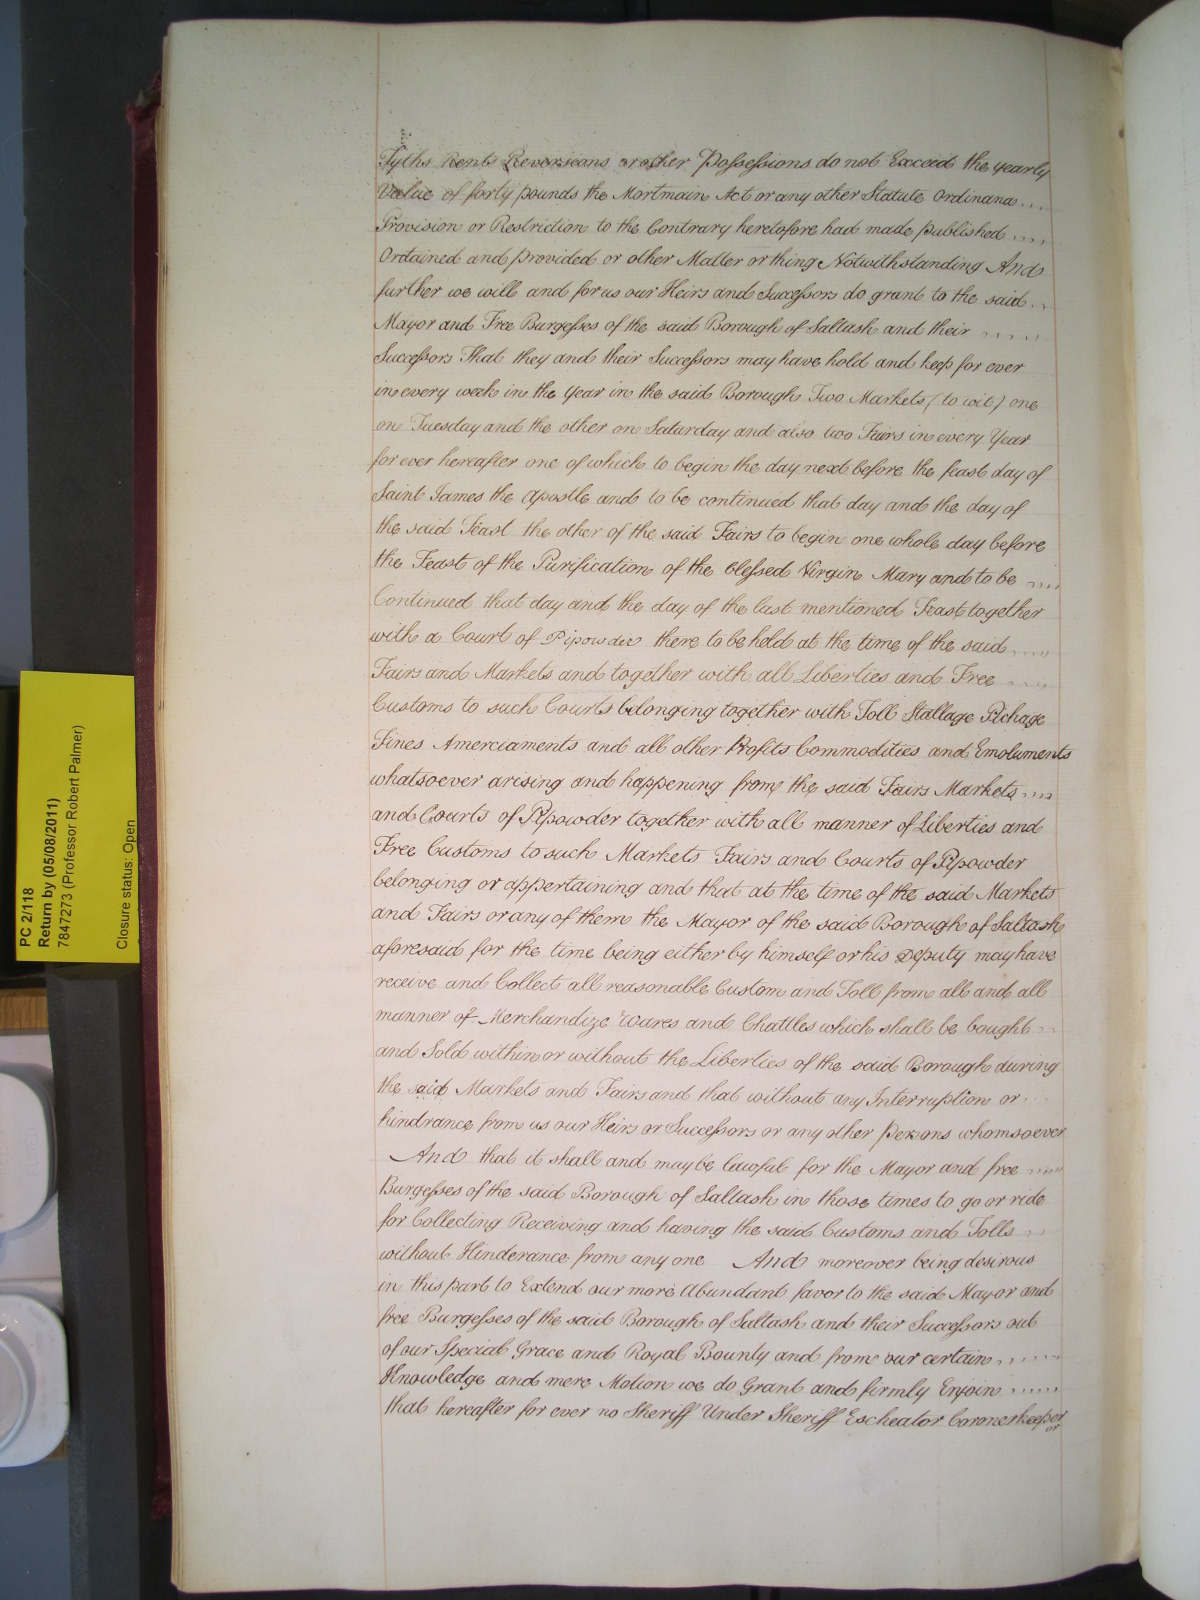 PC 2/118
Return by (05/08/2011)
7847273 (Professor Robert Palmer)
Closure status: Open
Tyths Rents Reversions or other Possessions do not Exceed the yearly
Value of forty pounds the Mortmain Act or any other Statute Ordinance ....
Provision or Restriction to the Contrary heretofore had made published ....
Ordained and provided or other Matter or thing Notwithstanding And
further we will and for us our Heirs and Successors do grant to the said ..
Mayor and Free Burgesses of the said Borough of Saltash and their .....
Successors That they and their Successors may have hold and keep for ever
in every week in the Year in the said Borough Two Markets (to wit) one
on Tuesday and the other on Saturday and also two Fairs in every Year
for ever hereafter one of which to begin the day next before the feast day of
Saint James the Apostle and to be continued that day and the day of
the said Feast the other of the said Fairs to begin one whole day before
the Feast of the Purification of the blessed Virgin Mary and to be ....
Continued that day and the day of the last mentioned Feast together
with a Court of Pipowder there to be held at the time of the said ....
Fairs and Markets and together with all Liberties and Free ....
Customs to such Courts belonging together with Toll Stallage Pichage
Fines Amerciaments and all other Profits Commodities and Emoluments
whatsoever arising and happening from the said Fairs Markets ....
and Courts of Pipowder together with all manner of Liberties and
Free Customs to such Markets Fairs and Courts of Pipowder
belonging or appertaining and that at the time of the said Markets
and Fairs or any of them the Mayor of the said Borough of Saltash
aforesaid for the time being either by himself or his Deputy may have
receive and Collect all reasonable Custom and Toll from all and all
manner of Merchandize Wares and Chattles which shall be bought ..
and Sold within or without the Liberties of the said Borough during
the said Markets and Fairs and that without any Interruption or ..
hindrance from us our Heirs or Successors or any other Persons whomsoever
And that it shall and may be lawful for the Mayor and free ....
Burgesses of the said Borough of Saltash in those times to go or ride
for Collecting Receiving and having the said Customs and Tolls ..
without Hinderance from any one And moreover being desirous
in this part to Extend our more Abundant favor to the said Mayor and
free Burgesses of the said Borough of Saltash and their Successors out
of our Special Grace and Royal Bounty and from our certain ......
Knowledge and mere Motion we do Grant and firmly Enjoin ......
that hereafter for ever no Sheriff Under Sheriff Escheator Coroner keeper
or